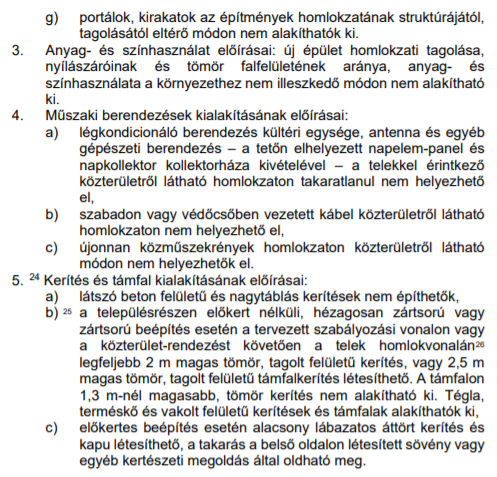 g) portálok, kirakatok az építmények homlokzatának struktúrájától,
tagolásától eltérő módon nem alakíthatók ki.
3. Anyag- és színhasználat előírásai: új épület homlokzati tagolása,
nyílászáróinak és tömör falfelületének aránya, anyag- és
színhasználata a környezethez nem illeszkedő módon nem alakítható
ki.
4. Műszaki berendezések kialakításának előírásai:
a) légkondicionáló berendezés kültéri egysége, antenna és egyéb
gépészeti berendezés – a tetőn elhelyezett napelem-panel és
napkollektor kollektorháza kivételével – a telekkel érintkező
közterületről látható homlokzaton takaratlanul nem helyezhető
el,
b) szabadon vagy védőcsőben vezetett kábel közterületről látható
homlokzaton nem helyezhető el,
c) újonnan közműszekrények homlokzaton közterületről látható
módon nem helyezhetők el.
5. 24 Kerítés és támfal kialakításának előírásai:
a) látszó beton felületű és nagytáblás kerítések nem építhetők,
b) 25 a településrészen előkert nélküli, hézagosan zártsorú vagy
zártsorú beépítés esetén a tervezett szabályozási vonalon vagy
a közterület-rendezést követően a telek homlokvonalán26
legfeljebb 2 m magas tömör, tagolt felületű kerítés, vagy 2,5 m
magas tömör, tagolt felületű támfalkerítés létesíthető. A támfalon
1,3 m-nél magasabb, tömör kerítés nem alakítható ki. Tégla,
terméskő és vakolt felületű kerítések és támfalak alakíthatók ki,
c) előkertes beépítés esetén alacsony lábazatos áttört kerítés és
kapu létesíthető, a takarás a belső oldalon létesített sövény vagy
egyéb kertészeti megoldás által oldható meg.